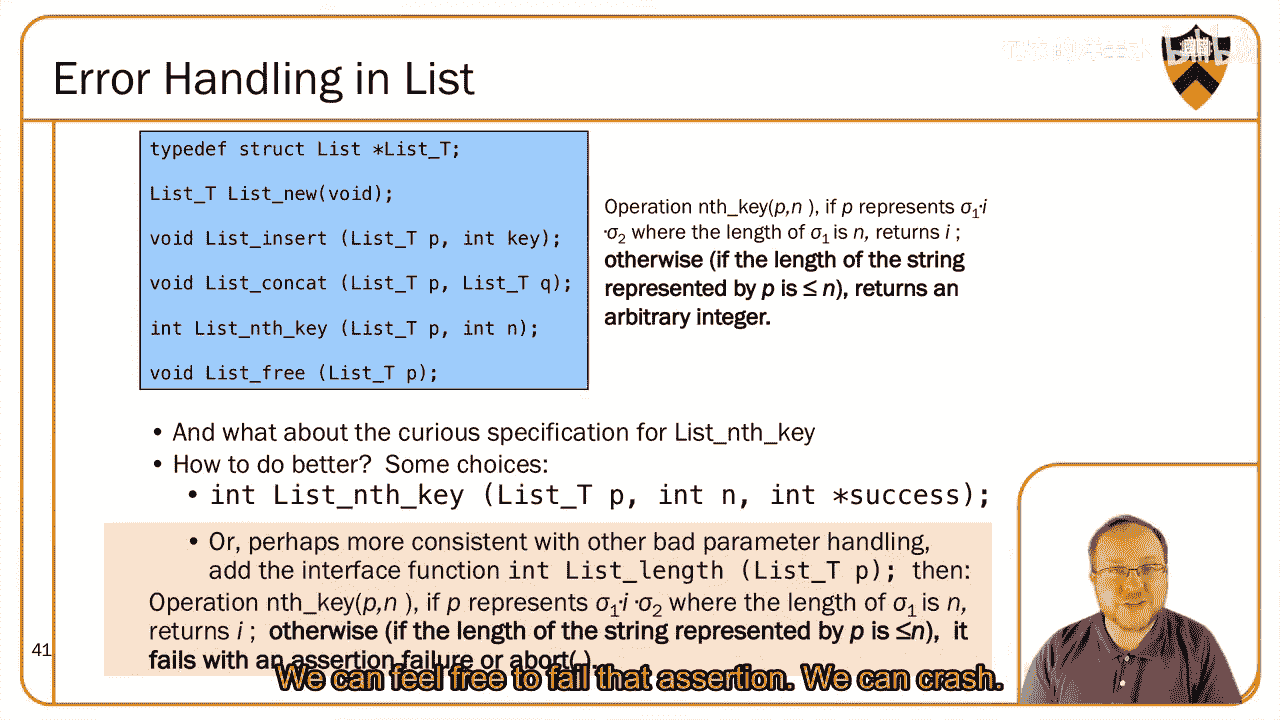 Error Handling in List
typedef struct List *List_T;
List_T List_new(void);
void List_insert (List_T p, int key);
void List_concat (List_T p, List_T q);
int List_nth_key (List_T p, int n);
void List_free (List_T p);
Operation nth_key(p,n ), if p represents σ1·i
·σ2 where the length of σ1 is n, returns i ;
otherwise (if the length of the string
represented by p is ≤ n), returns an
arbitrary integer.
• And what about the curious specification for List_nth_key
• How to do better? Some choices:
• int List_nth_key (List_T p, int n, int *success);
• Or, perhaps more consistent with other bad parameter handling,
add the interface function int List_length (List_T p); then:
Operation nth_key(p,n ), if p represents σ1·i ·σ2 where the length of σ1 is n,
returns i ; otherwise (if the length of the string represented by p is ≤n), it
fails with an assertion failure or abort( ).
41
We can feel free to fail that assertion. We can crash.